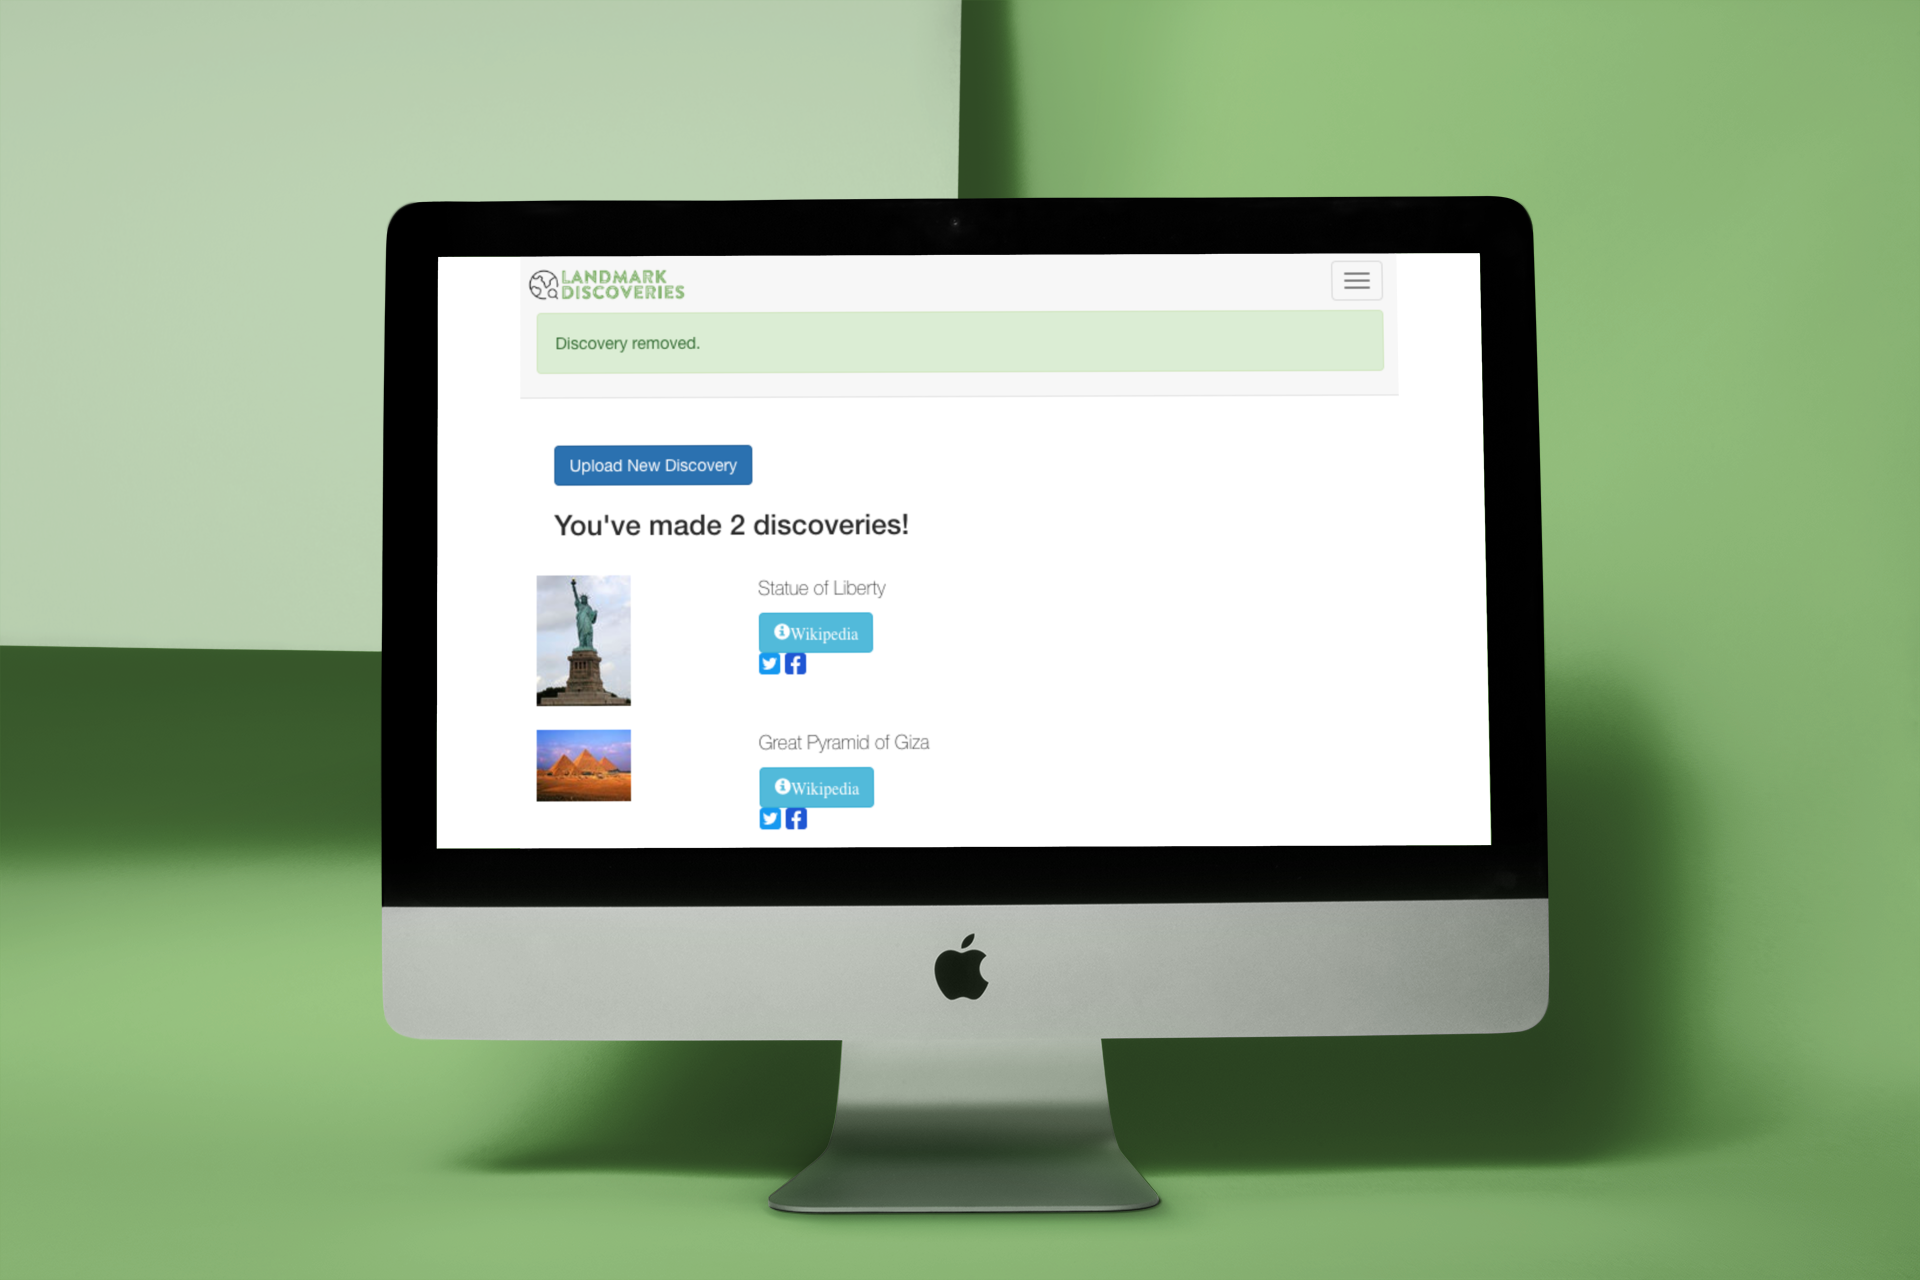 LANDMARK
DISCOVERIES
Discovery removed.
Upload New Discovery
You've made 2 discoveries!
Statue of Liberty
Wikipedia
Great Pyramid of Giza
Wikipedia